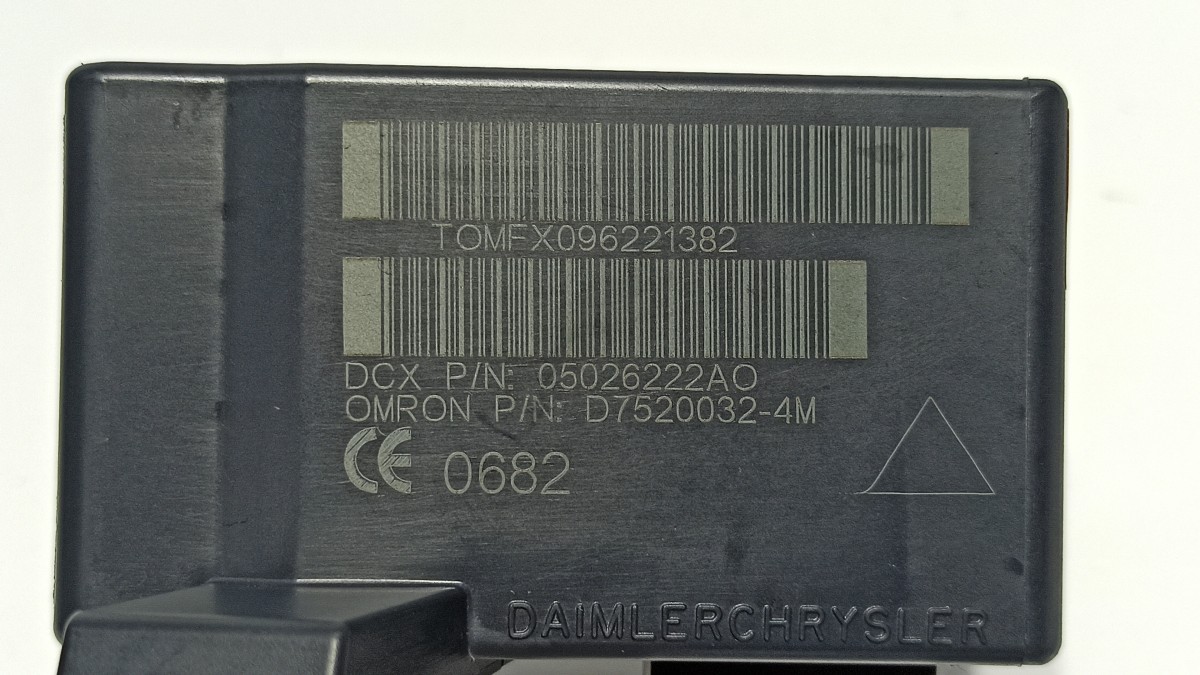 TOMFX096221382
DCX P/N: 05026222AO
OMRON P/N: D7520032-4M
CE 0682
DAIMLERCHRYSLER